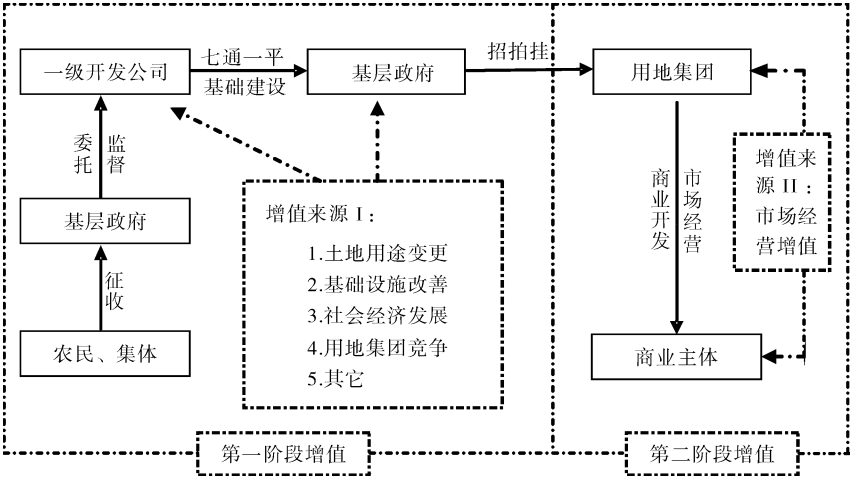 一级开发公司
七通一平
基础建设
基层政府
招拍挂
用地集团
委托
监督
基层政府
征收
农民、集体
增值来源 I：
1.土地用途变更
2.基础设施改善
3.社会经济发展
4.用地集团竞争
5.其它
商业开发
市场经营
增值来
源 II：
市场经
营增值
商业主体
第一阶段增值
第二阶段增值